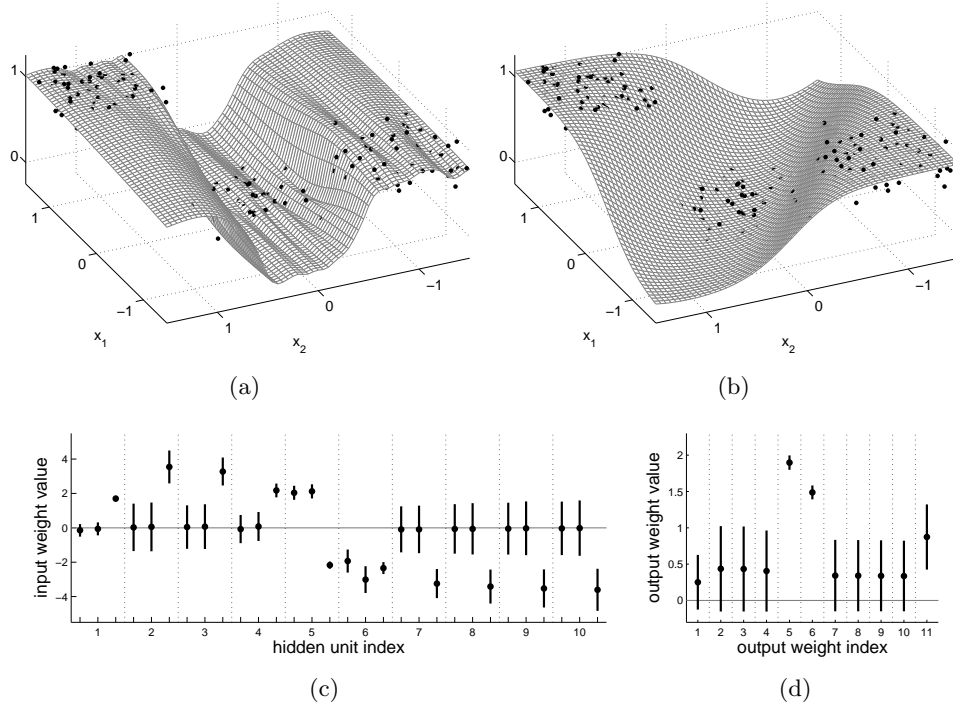 1
0
1
0
−1
x1
1
0
−1
x2
(a)
1
0
1
0
−1
x1
1
0
−1
x2
(b)
input weight value
4
2
0
−2
−4
1 2 3 4 5 6 7 8 9 10
hidden unit index
(c)
output weight value
2
1.5
1
0.5
0
1 2 3 4 5 6 7 8 9 10 11
output weight index
(d)